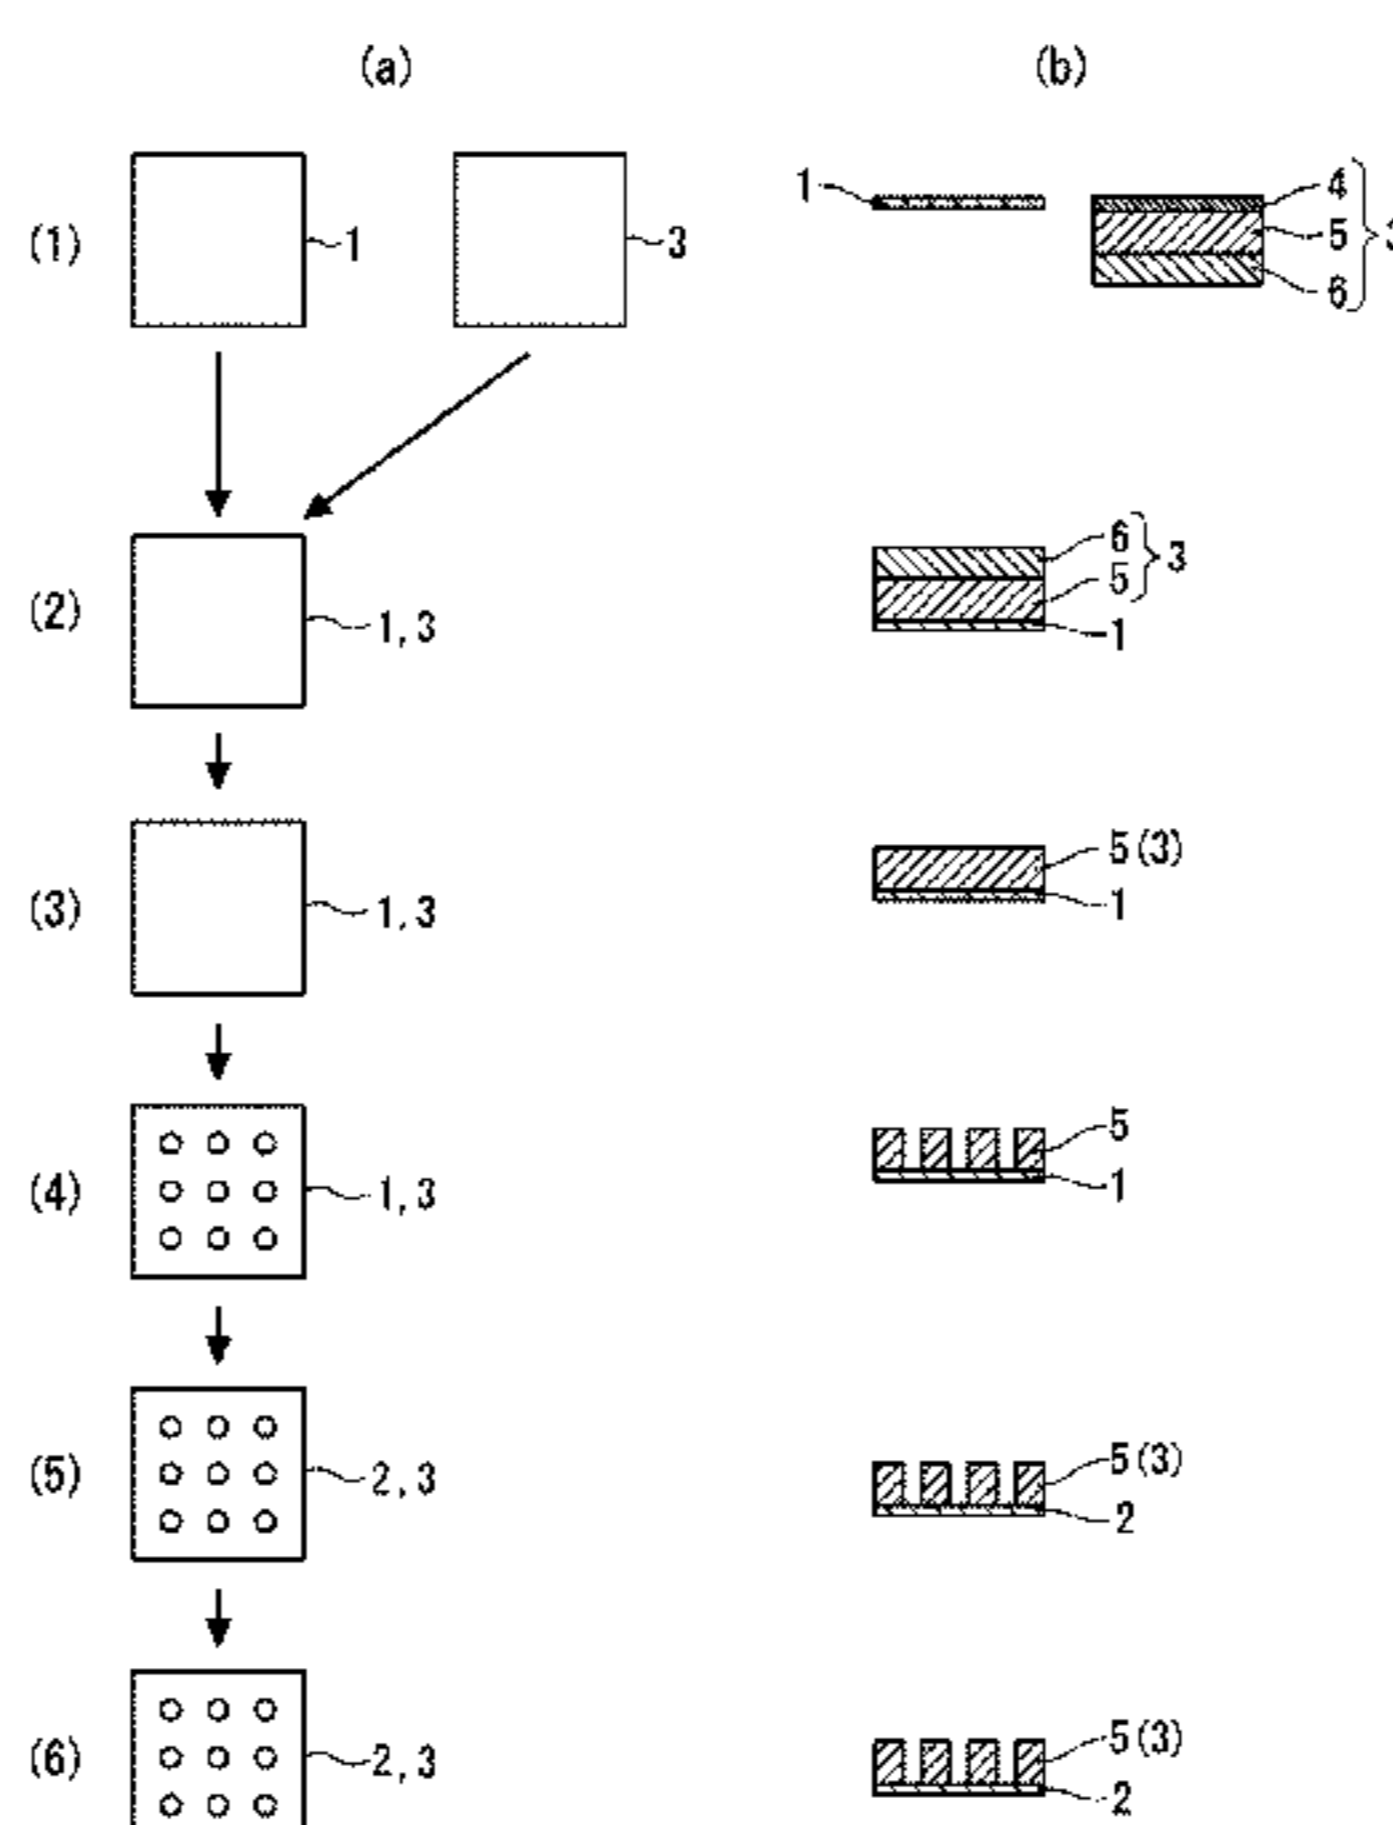 (a) (b)
(1) 1 3 1 4 5 6 3
(2) 1,3 6 5 3 1
(3) 1,3 5(3) 1
(4) 1,3 5 1
(5) 2,3 5(3) 2
(6) 2,3 5(3) 2